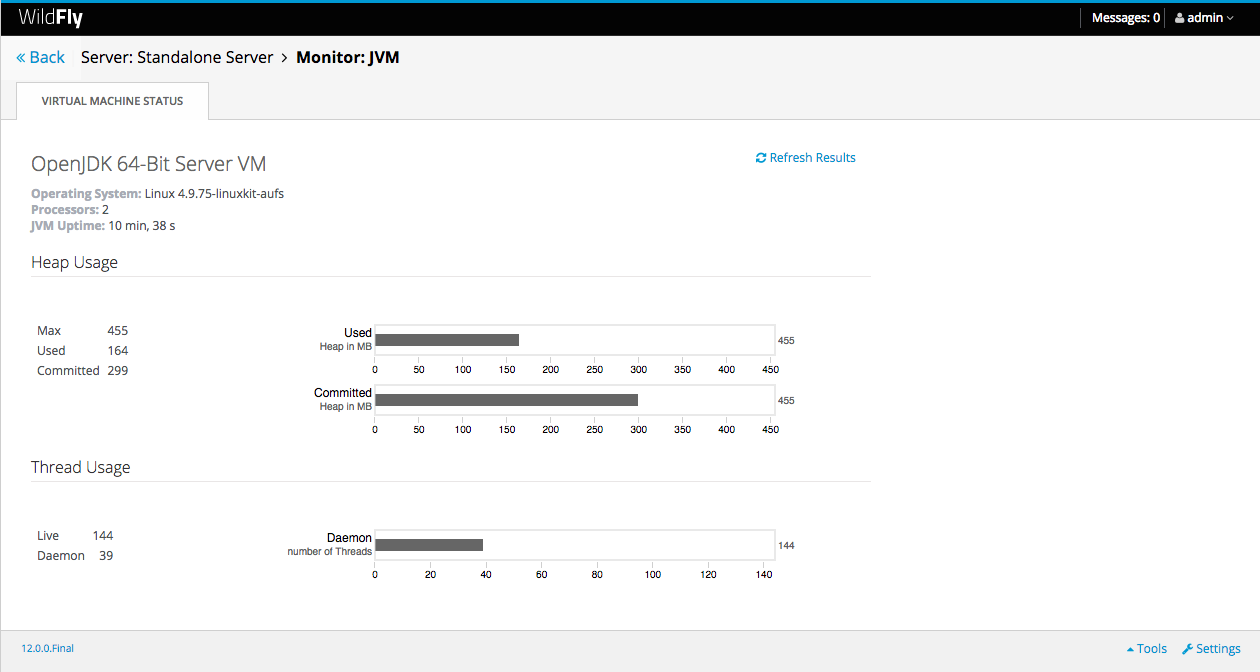 WildFly
Messages: 0
admin
« Back
Server: Standalone Server › Monitor: JVM
VIRTUAL MACHINE STATUS
OpenJDK 64-Bit Server VM
Refresh Results
Operating System: Linux 4.9.75-linuxkit-aufs
Processors: 2
JVM Uptime: 10 min, 38 s
Heap Usage
Max 455
Used 164
Committed 299
Used
Heap in MB
455
0 50 100 150 200 250 300 350 400 450
Committed
Heap in MB
455
0 50 100 150 200 250 300 350 400 450
Thread Usage
Live 144
Daemon 39
Daemon
number of Threads
144
0 20 40 60 80 100 120 140
12.0.0.Final
Tools
Settings